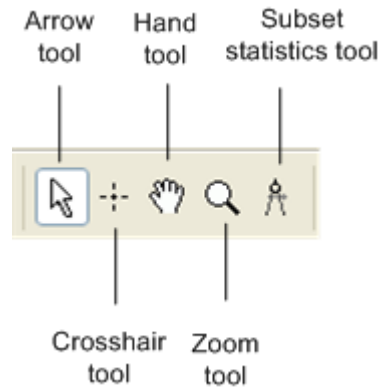 Arrow
tool
Hand
tool
Subset
statistics tool
Crosshair
tool
Zoom
tool